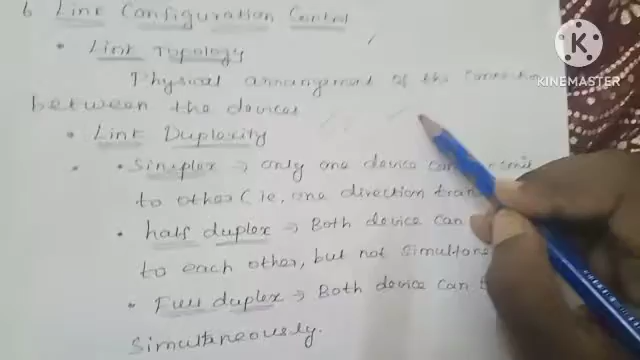 6 Link Configuration Control
• Link Topology
Physical arrangement of the
between the devices
• Link Duplexity
• • Simplex → only one device can
to other (ie, one direction
• half duplex → Both device can
to each other, but not
• Full duplex → Both device can
simultaneously.
K
KINEMASTER